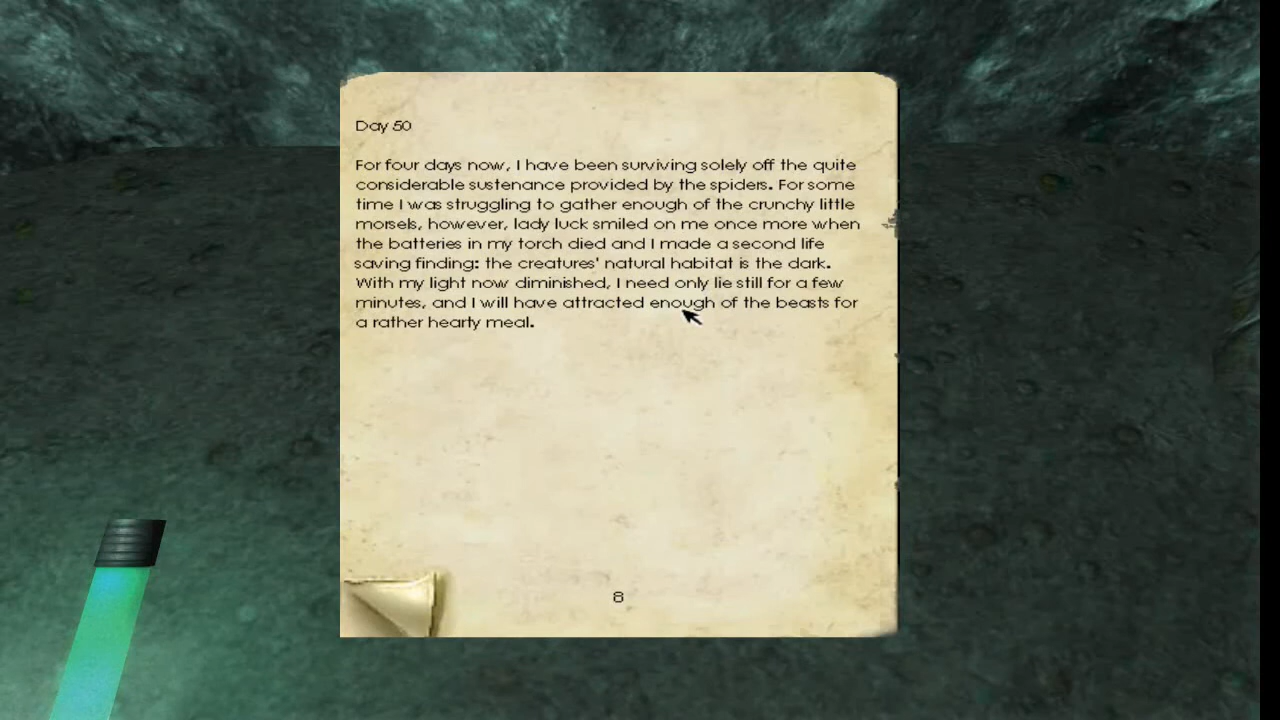 Day 50
For four days now, I have been surviving solely off the quite
considerable sustenance provided by the spiders. For some
time I was struggling to gather enough of the crunchy little
morsels, however, lady luck smiled on me once more when
the batteries in my torch died and I made a second life
saving finding: the creatures' natural habitat is the dark.
With my light now diminished, I need only lie still for a few
minutes, and I will have attracted enough of the beasts for
a rather hearty meal.
8